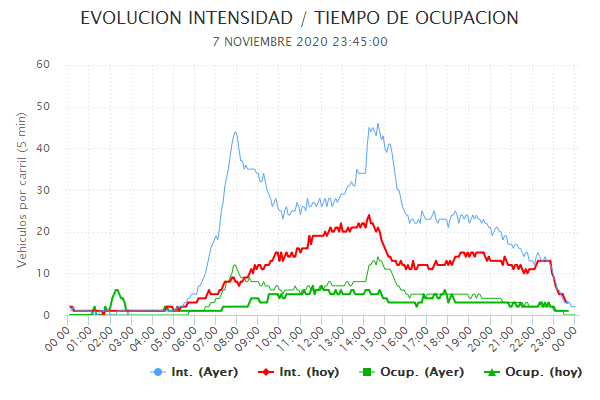 EVOLUCION INTENSIDAD / TIEMPO DE OCUPACION
7 NOVIEMBRE 2020 23:45:00
Vehiculos por carril (5 min)
60
50
40
30
20
10
0
00:00 01:00 02:00 03:00 04:00 05:00 06:00 07:00 08:00 09:00 10:00 11:00 12:00 13:00 14:00 15:00 16:00 17:00 18:00 19:00 20:00 21:00 22:00 23:00 00:00
Int. (Ayer) Int. (hoy) Ocup. (Ayer) Ocup. (hoy)